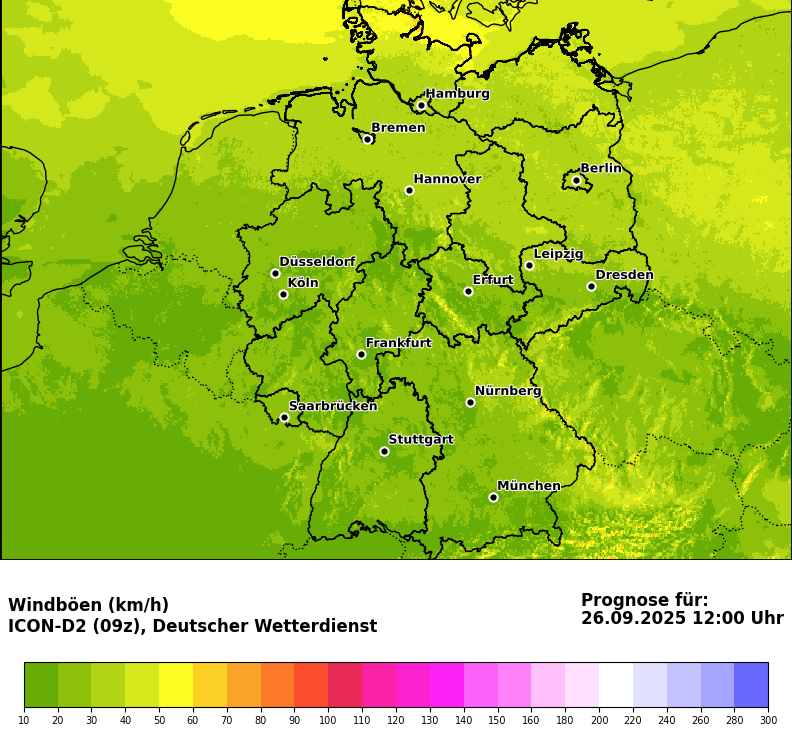 Hamburg
Bremen
Berlin
Hannover
Leipzig
Düsseldorf
Dresden
Köln
Erfurt
Frankfurt
Nürnberg
Saarbrücken
Stuttgart
München
Windböen (km/h)
ICON-D2 (09z), Deutscher Wetterdienst
Prognose für:
26.09.2025 12:00 Uhr
10 20 30 40 50 60 70 80 90 100 110 120 130 140 150 160 180 200 220 240 260 280 300